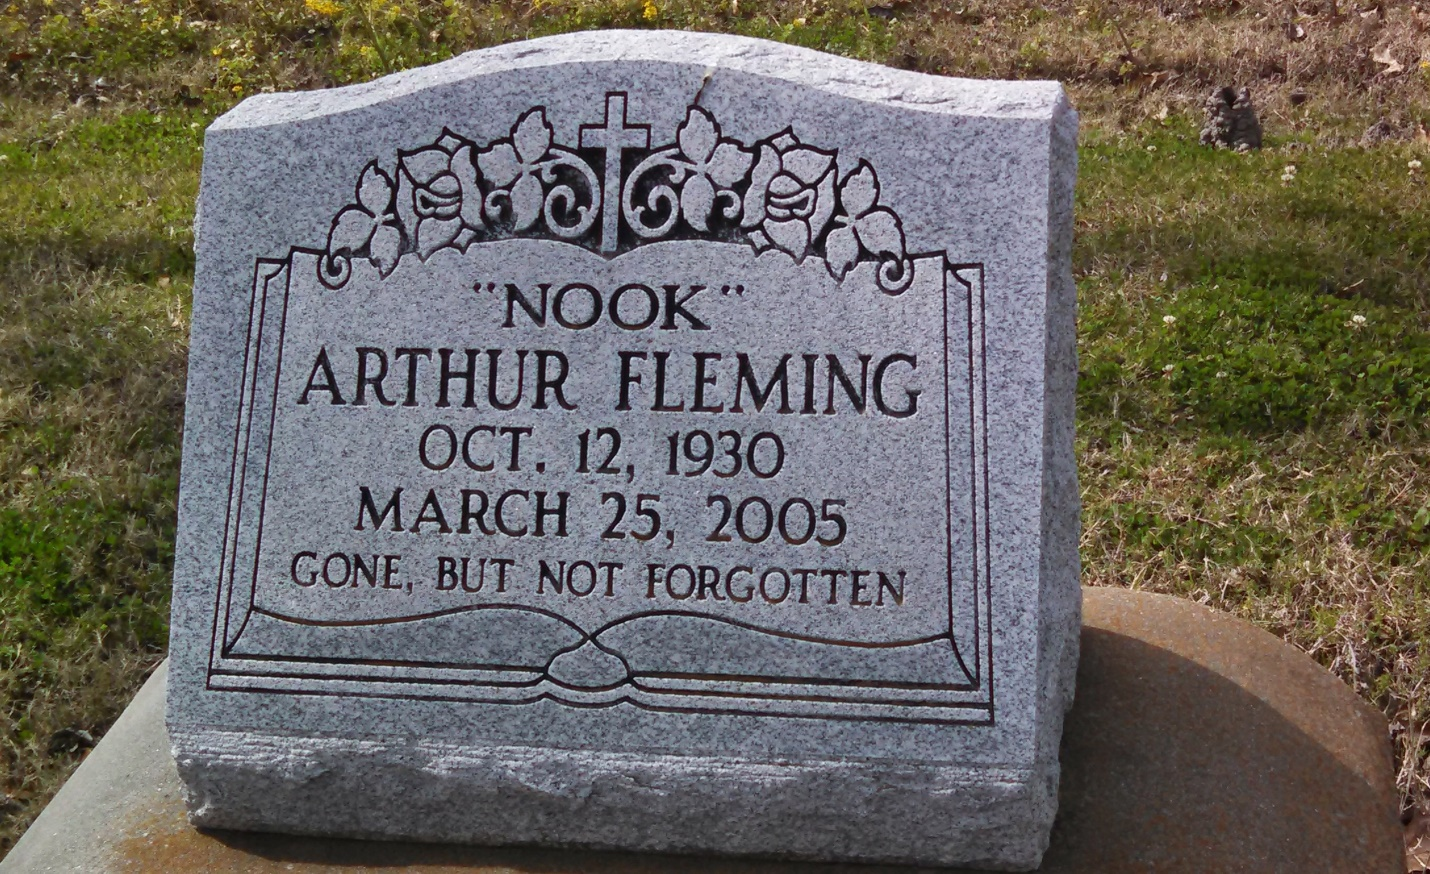 "NOOK"
ARTHUR FLEMING
OCT. 12, 1930
MARCH 25, 2005
GONE, BUT NOT FORGOTTEN